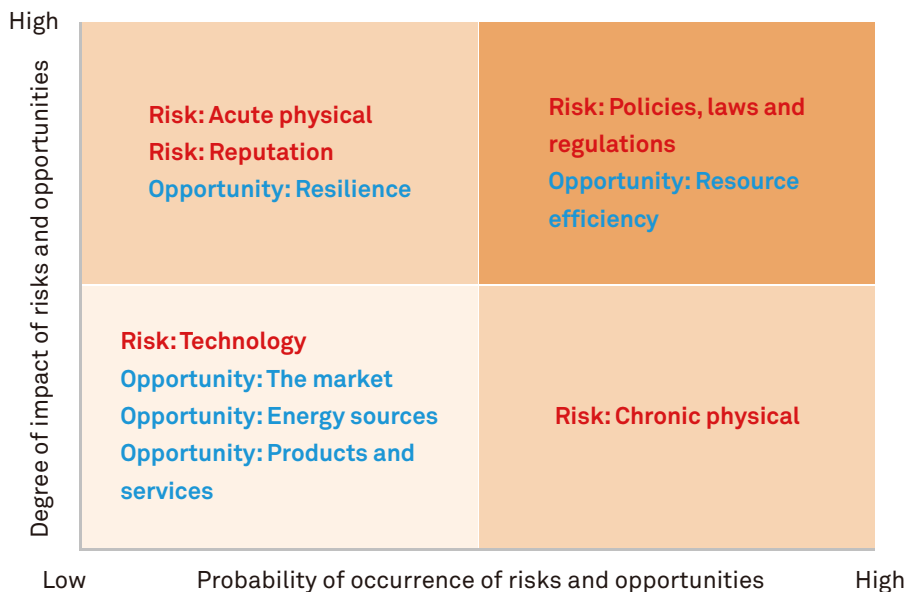 High
Degree of impact of risks and opportunities
Risk: Acute physical
Risk: Reputation
Opportunity: Resilience
Risk: Policies, laws and
regulations
Opportunity: Resource
efficiency
Risk: Technology
Opportunity: The market
Opportunity: Energy sources
Opportunity: Products and
services
Risk: Chronic physical
Low
Probability of occurrence of risks and opportunities
High